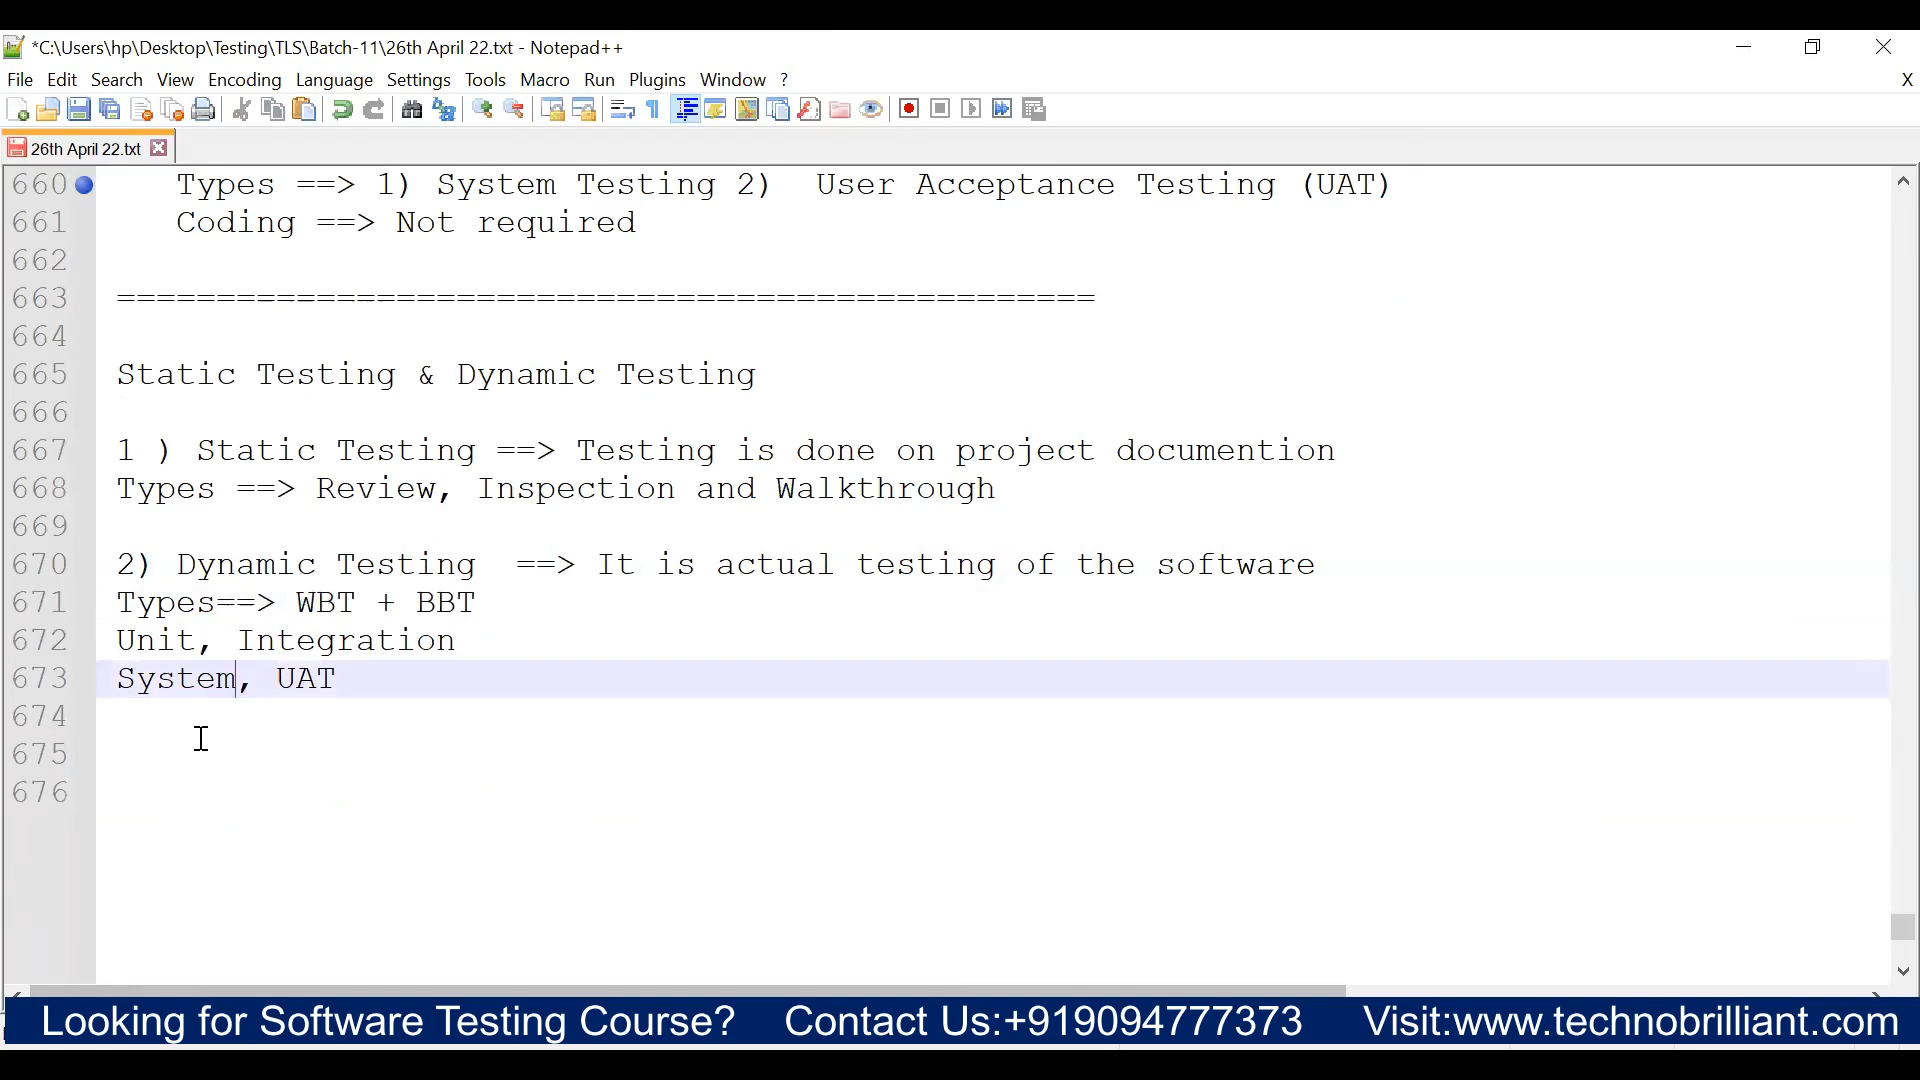 *C:\Users\hp\Desktop\Testing\TLS\Batch-11\26th April 22.txt - Notepad++
File Edit Search View Encoding Language Settings Tools Macro Run Plugins Window ? X
26th April 22.txt
660 Types ==> 1) System Testing 2)  User Acceptance Testing (UAT)
661 Coding ==> Not required
662
663 =================================================
664
665 Static Testing & Dynamic Testing
666
667 1 ) Static Testing ==> Testing is done on project documention
668 Types ==> Review, Inspection and Walkthrough
669
670 2) Dynamic Testing  ==> It is actual testing of the software
671 Types==> WBT + BBT
672 Unit, Integration
673 System, UAT
674
675
676
Looking for Software Testing Course? Contact Us:+919094777373 Visit:www.technobrilliant.com